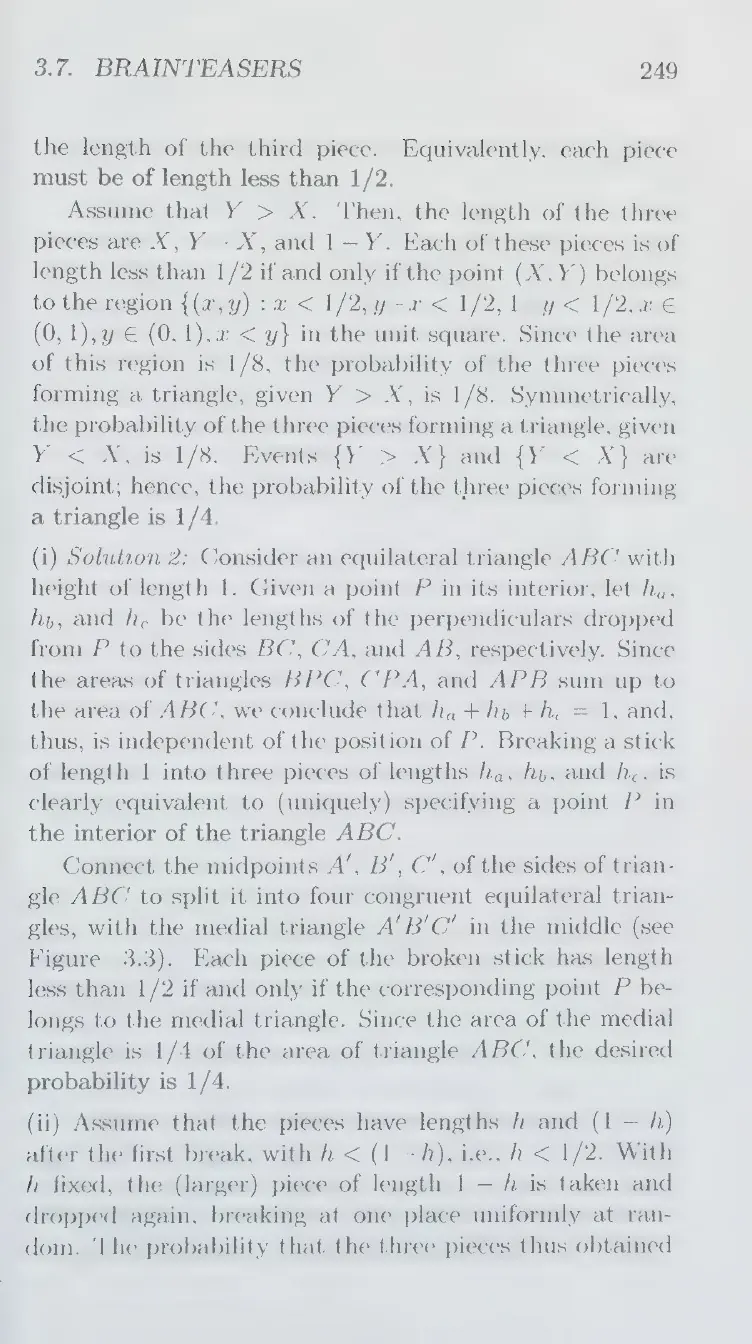 3.7. BRAINTEASERS 249
the length of the third piece. Equivalently, each piece
must be of length less than 1/2.
Assume that Y > X. Then, the length of the three
pieces are X, Y - X, and 1 − Y. Each of these pieces is of
length less than 1/2 if and only if the point (X, Y) belongs
to the region {(x, y) : x < 1/2, y - x < 1/2, 1 y < 1/2, x ∈
(0, 1), y ∈ (0, 1), x < y} in the unit square. Since the area
of this region is 1/8, the probability of the three pieces
forming a triangle, given Y > X, is 1/8. Symmetrically,
the probability of the three pieces forming a triangle, given
Y < X, is 1/8. Events {Y > X} and {Y < X} are
disjoint; hence, the probability of the three pieces forming
a triangle is 1/4.
(i) Solution 2: Consider an equilateral triangle ABC with
height of length 1. Given a point P in its interior, let hₐ,
h_b, and h_c be the lengths of the perpendiculars dropped
from P to the sides BC, CA, and AB, respectively. Since
the areas of triangles BPC, CPA, and APB sum up to
the area of ABC, we conclude that hₐ + h_b + h_c = 1, and,
thus, is independent of the position of P. Breaking a stick
of length 1 into three pieces of lengths hₐ, h_b, and h_c, is
clearly equivalent to (uniquely) specifying a point P in
the interior of the triangle ABC.
Connect the midpoints A′, B′, C′, of the sides of trian-
gle ABC to split it into four congruent equilateral trian-
gles, with the medial triangle A′B′C′ in the middle (see
Figure 3.3). Each piece of the broken stick has length
less than 1/2 if and only if the corresponding point P be-
longs to the medial triangle. Since the area of the medial
triangle is 1/4 of the area of triangle ABC, the desired
probability is 1/4.
(ii) Assume that the pieces have lengths h and (1 − h)
after the first break, with h < (1 - h), i.e., h < 1/2. With
h fixed, the (larger) piece of length 1 − h is taken and
dropped again, breaking at one place uniformly at ran-
dom. The probability that the three pieces thus obtained